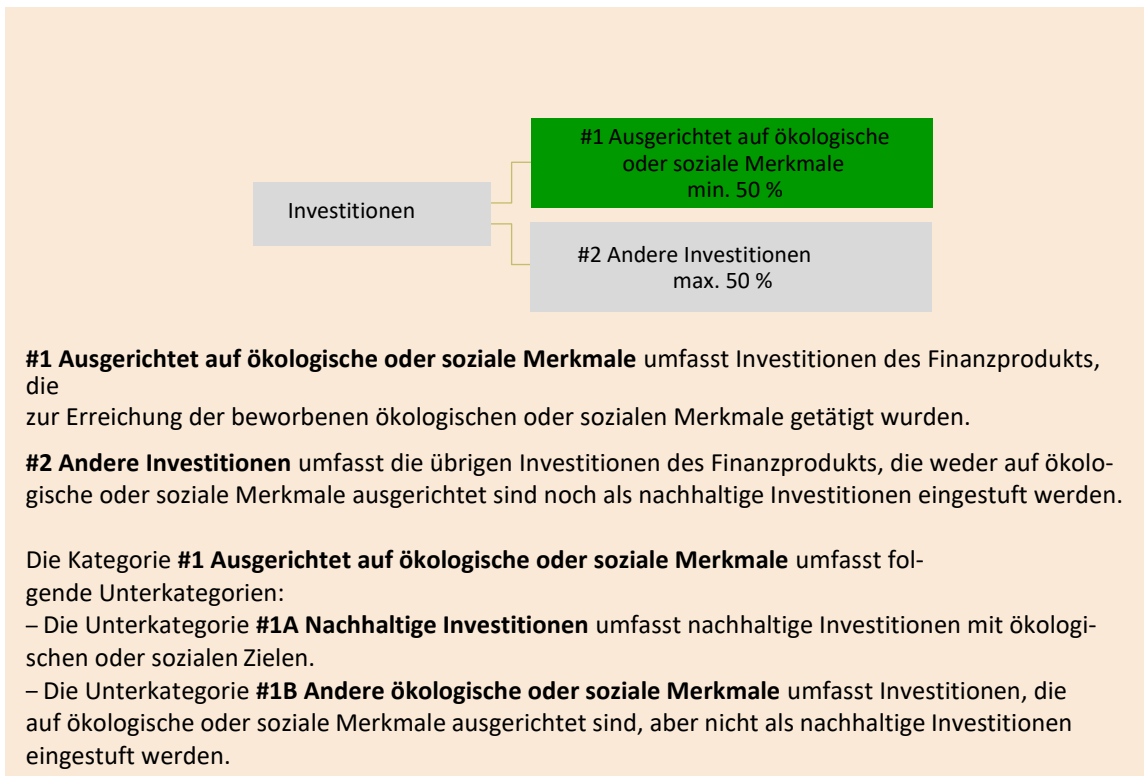 #1 Ausgerichtet auf ökologische
oder soziale Merkmale
min. 50 %
Investitionen
#2 Andere Investitionen
max. 50 %
#1 Ausgerichtet auf ökologische oder soziale Merkmale umfasst Investitionen des Finanzprodukts,
die
zur Erreichung der beworbenen ökologischen oder sozialen Merkmale getätigt wurden.
#2 Andere Investitionen umfasst die übrigen Investitionen des Finanzprodukts, die weder auf ökolo-
gische oder soziale Merkmale ausgerichtet sind noch als nachhaltige Investitionen eingestuft werden.
Die Kategorie #1 Ausgerichtet auf ökologische oder soziale Merkmale umfasst fol-
gende Unterkategorien:
– Die Unterkategorie #1A Nachhaltige Investitionen umfasst nachhaltige Investitionen mit ökologi-
schen oder sozialen Zielen.
– Die Unterkategorie #1B Andere ökologische oder soziale Merkmale umfasst Investitionen, die
auf ökologische oder soziale Merkmale ausgerichtet sind, aber nicht als nachhaltige Investitionen
eingestuft werden.